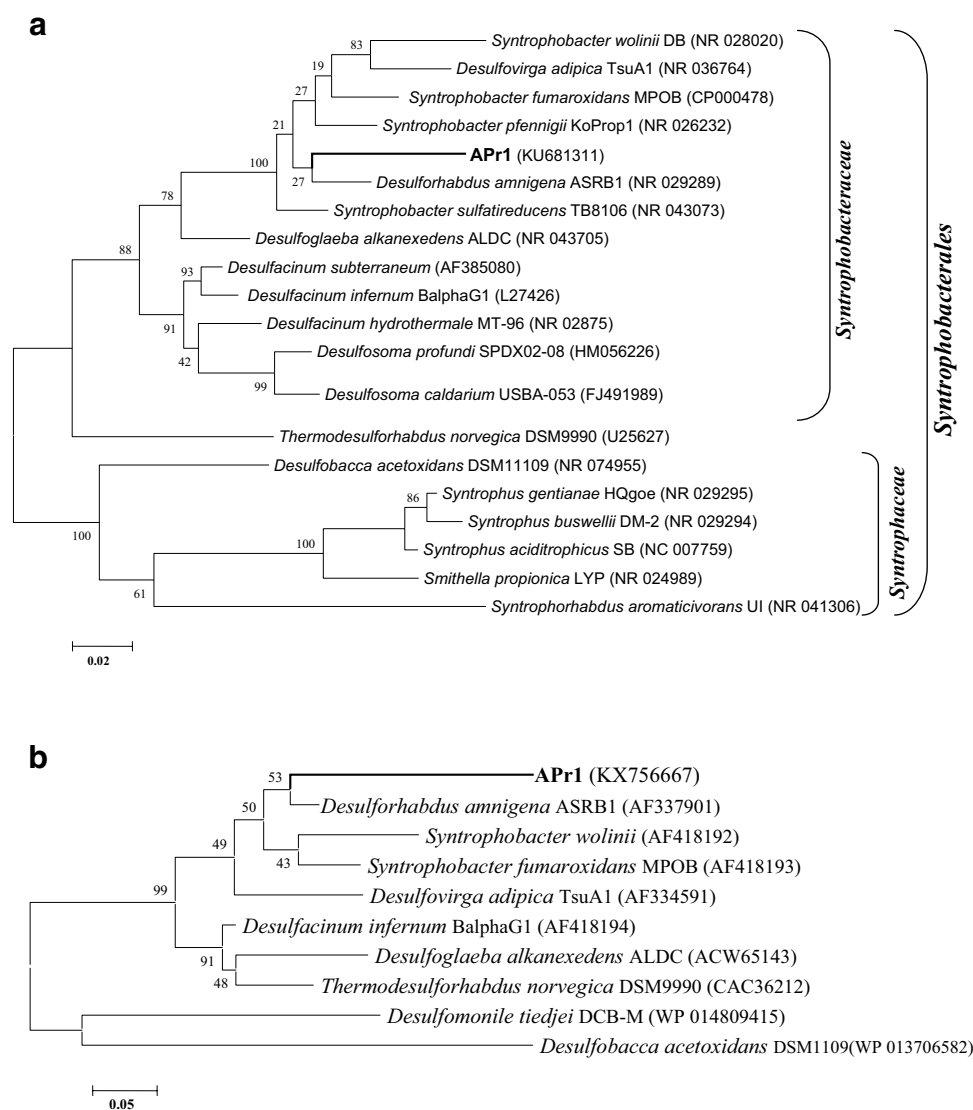 a
83
Syntrophobacter wolinii DB (NR 028020)
19
Desulfovirga adipica TsuA1 (NR 036764)
27
Syntrophobacter fumaroxidans MPOB (CP000478)
21
Syntrophobacter pfennigii KoProp1 (NR 026232)
100
APr1 (KU681311)
27
Desulforhabdus amnigena ASRB1 (NR 029289)
78
Syntrophobacter sulfatireducens TB8106 (NR 043073)
88
Desulfoglaeba alkanexedens ALDC (NR 043705)
93
Desulfacinum subterraneum (AF385080)
91
Desulfacinum infernum BalphaG1 (L27426)
42
Desulfacinum hydrothermale MT-96 (NR 02875)
Desulfosoma profundi SPDX02-08 (HM056226)
99
Desulfosoma caldarium USBA-053 (FJ491989)
Thermodesulforhabdus norvegica DSM9990 (U25627)
Desulfobacca acetoxidans DSM11109 (NR 074955)
86
Syntrophus gentianae HQgoe (NR 029295)
100
Syntrophus buswellii DM-2 (NR 029294)
100
Syntrophus aciditrophicus SB (NC 007759)
Smithella propionica LYP (NR 024989)
61
Syntrophorhabdus aromaticivorans UI (NR 041306)
Syntrophobacteraceae
Syntrophaceae
Syntrophobacterales
0.02
b
53
APr1 (KX756667)
50
Desulforhabdus amnigena ASRB1 (AF337901)
49
Syntrophobacter wolinii (AF418192)
43
Syntrophobacter fumaroxidans MPOB (AF418193)
99
Desulfovirga adipica TsuA1 (AF334591)
Desulfacinum infernum BalphaG1 (AF418194)
91
Desulfoglaeba alkanexedens ALDC (ACW65143)
48
Thermodesulforhabdus norvegica DSM9990 (CAC36212)
Desulfomonile tiedjei DCB-M (WP 014809415)
Desulfobacca acetoxidans DSM1109(WP 013706582)
0.05